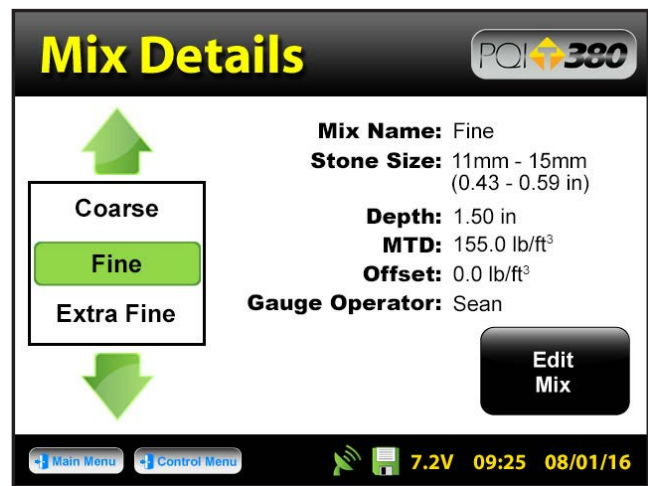 Mix Details
PQI T 380
Coarse
Fine
Extra Fine
Mix Name: Fine
Stone Size: 11mm - 15mm
(0.43 - 0.59 in)
Depth: 1.50 in
MTD: 155.0 lb/ft³
Offset: 0.0 lb/ft³
Gauge Operator: Sean
Edit
Mix
Main Menu
Control Menu
7.2V 09:25 08/01/16